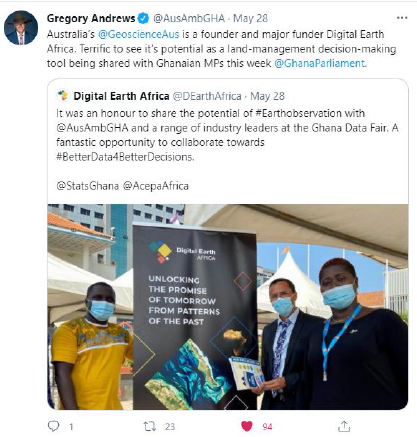 Gregory Andrews @AusAmbGHA · May 28
Australia's @GeoscienceAus is a founder and major funder Digital Earth
Africa. Terrific to see it's potential as a land-management decision-making
tool being shared with Ghanaian MPs this week @GhanaParliament.
Digital Earth Africa @DEarthAfrica · May 28
It was an honour to share the potential of #Earthobservation with
@AusAmbGHA and a range of industry leaders at the Ghana Data Fair. A
fantastic opportunity to collaborate towards
#BetterData4BetterDecisions.
@StatsGhana @AcepaAfrica
Digital Earth
AFRICA
UNLOCKING
THE PROMISE
OF TOMORROW
FROM PATTERNS
OF THE PAST
1
23
94